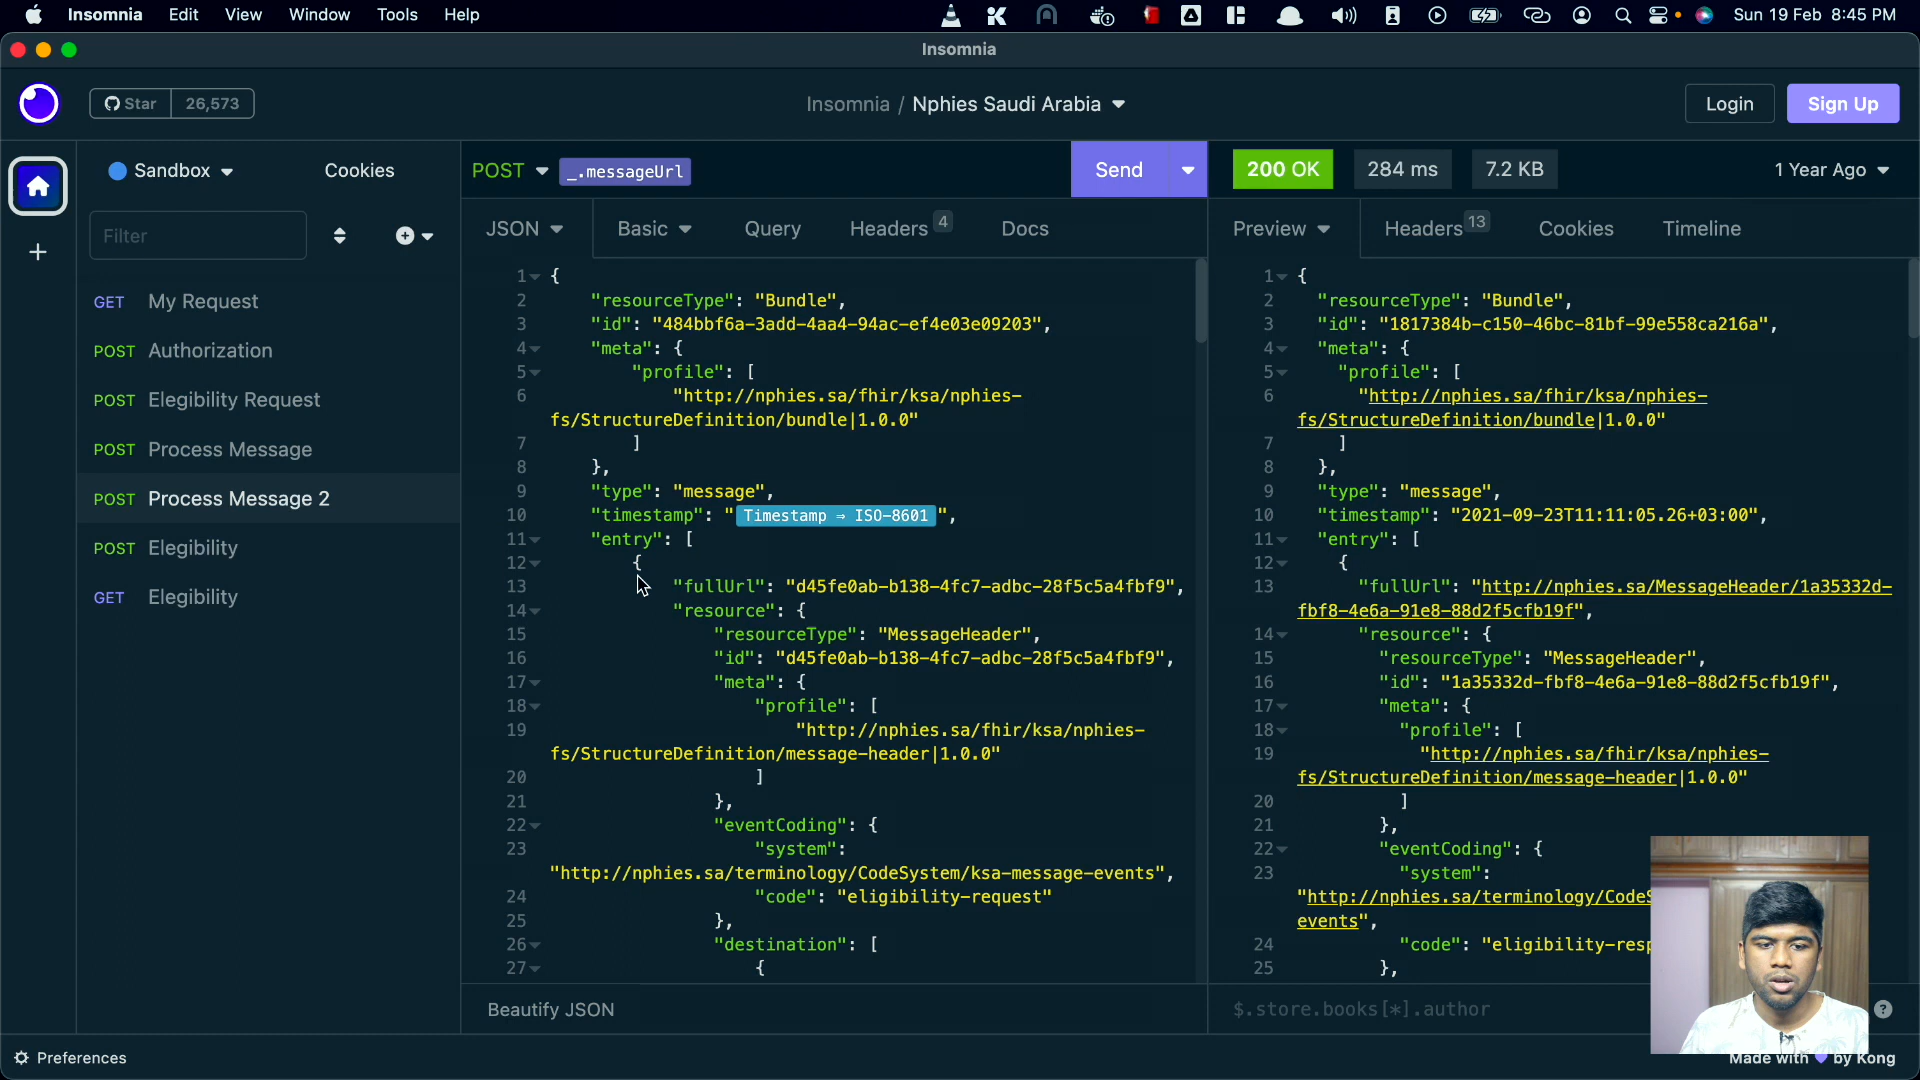 Insomnia Edit View Window Tools Help Sun 19 Feb 8:45 PM
Insomnia
Star 26,573 Insomnia / Nphies Saudi Arabia Login Sign Up
Sandbox Cookies
Filter
GET My Request
POST Authorization
POST Elegibility Request
POST Process Message
POST Process Message 2
POST Elegibility
GET Elegibility
POST _.messageUrl Send
JSON Basic Query Headers 4 Docs
1 {
2 "resourceType": "Bundle",
3 "id": "484bbf6a-3add-4aa4-94ac-ef4e03e09203",
4 "meta": {
5 "profile": [
6 "http://nphies.sa/fhir/ksa/nphies-
fs/StructureDefinition/bundle|1.0.0"
7 ]
8 },
9 "type": "message",
10 "timestamp": "Timestamp ⇒ ISO-8601",
11 "entry": [
12 {
13 "fullUrl": "d45fe0ab-b138-4fc7-adbc-28f5c5a4fbf9",
14 "resource": {
15 "resourceType": "MessageHeader",
16 "id": "d45fe0ab-b138-4fc7-adbc-28f5c5a4fbf9",
17 "meta": {
18 "profile": [
19 "http://nphies.sa/fhir/ksa/nphies-
fs/StructureDefinition/message-header|1.0.0"
20 ]
21 },
22 "eventCoding": {
23 "system":
"http://nphies.sa/terminology/CodeSystem/ksa-message-events",
24 "code": "eligibility-request"
25 },
26 "destination": [
27 {
Beautify JSON
200 OK 284 ms 7.2 KB 1 Year Ago
Preview Headers 13 Cookies Timeline
1 {
2 "resourceType": "Bundle",
3 "id": "1817384b-c150-46bc-81bf-99e558ca216a",
4 "meta": {
5 "profile": [
6 "http://nphies.sa/fhir/ksa/nphies-
fs/StructureDefinition/bundle|1.0.0"
7 ]
8 },
9 "type": "message",
10 "timestamp": "2021-09-23T11:11:05.26+03:00",
11 "entry": [
12 {
13 "fullUrl": "http://nphies.sa/MessageHeader/1a35332d-
fbf8-4e6a-91e8-88d2f5cfb19f",
14 "resource": {
15 "resourceType": "MessageHeader",
16 "id": "1a35332d-fbf8-4e6a-91e8-88d2f5cfb19f",
17 "meta": {
18 "profile": [
19 "http://nphies.sa/fhir/ksa/nphies-
fs/StructureDefinition/message-header|1.0.0"
20 ]
21 },
22 "eventCoding": {
23 "system":
"http://nphies.sa/terminology/CodeS
events",
24 "code": "eligibility-resp
25 },
$.store.books[*].author
Preferences Made with by Kong